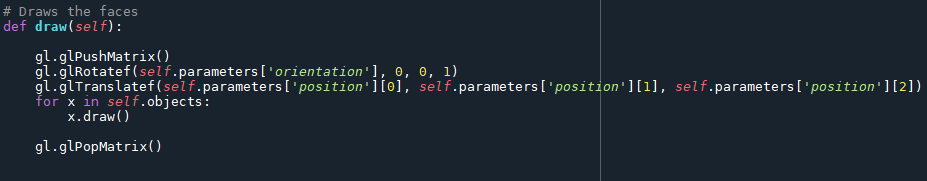 # Draws the faces
def draw(self):
gl.glPushMatrix()
gl.glRotatef(self.parameters['orientation'], 0, 0, 1)
gl.glTranslatef(self.parameters['position'][0], self.parameters['position'][1], self.parameters['position'][2])
for x in self.objects:
x.draw()
gl.glPopMatrix()